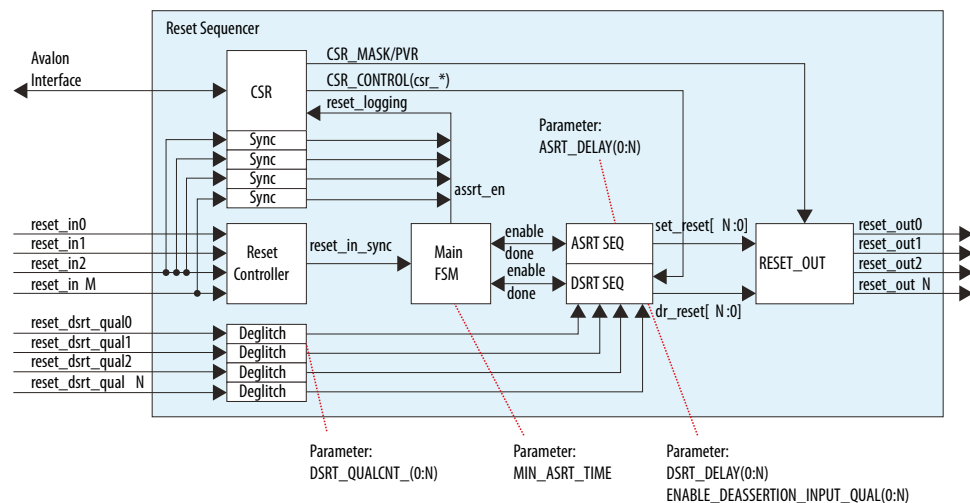 Reset Sequencer
Avalon
Interface
CSR
CSR_MASK/PVR
CSR_CONTROL(csr_*)
reset_logging
Sync
Sync
Sync
Sync
assrt_en
Parameter:
ASRT_DELAY(0:N)
reset_in0
reset_in1
reset_in2
reset_in M
Reset
Controller
reset_in_sync
Main
FSM
enable
done
enable
done
ASRT SEQ
DSRT SEQ
set_reset[ N :0]
dr_reset[ N :0]
RESET_OUT
reset_out0
reset_out1
reset_out2
reset_out N
reset_dsrt_qual0
reset_dsrt_qual1
reset_dsrt_qual2
reset_dsrt_qual N
Deglitch
Deglitch
Deglitch
Deglitch
Parameter:
DSRT_QUALCNT_(0:N)
Parameter:
MIN_ASRT_TIME
Parameter:
DSRT_DELAY(0:N)
ENABLE_DEASSERTION_INPUT_QUAL(0:N)